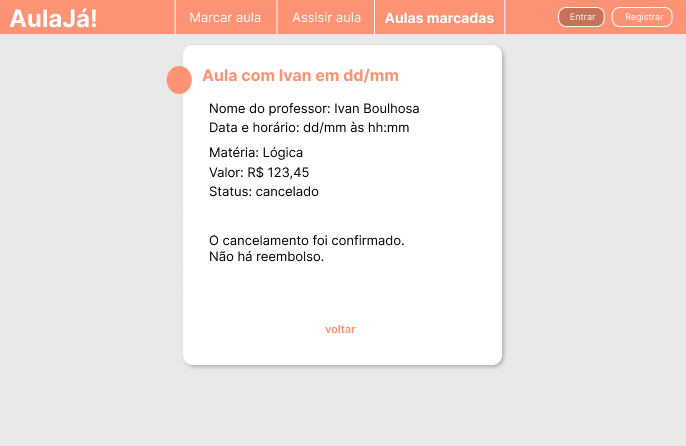 AulaJá!
Marcar aula
Assisir aula
Aulas marcadas
Entrar
Registrar
Aula com Ivan em dd/mm
Nome do professor: Ivan Boulhosa
Data e horário: dd/mm às hh:mm
Matéria: Lógica
Valor: R$ 123,45
Status: cancelado
O cancelamento foi confirmado.
Não há reembolso.
voltar